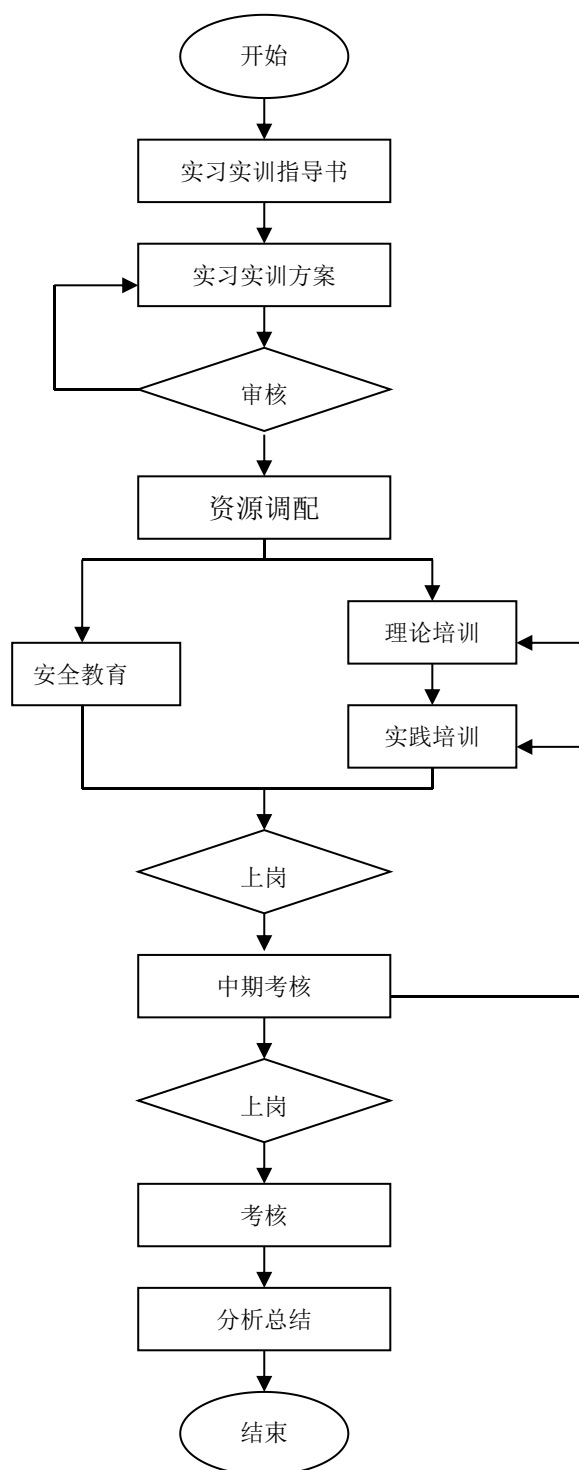 开始
实习实训指导书
实习实训方案
审核
资源调配
理论培训
安全教育
实践培训
上岗
中期考核
上岗
考核
分析总结
结束